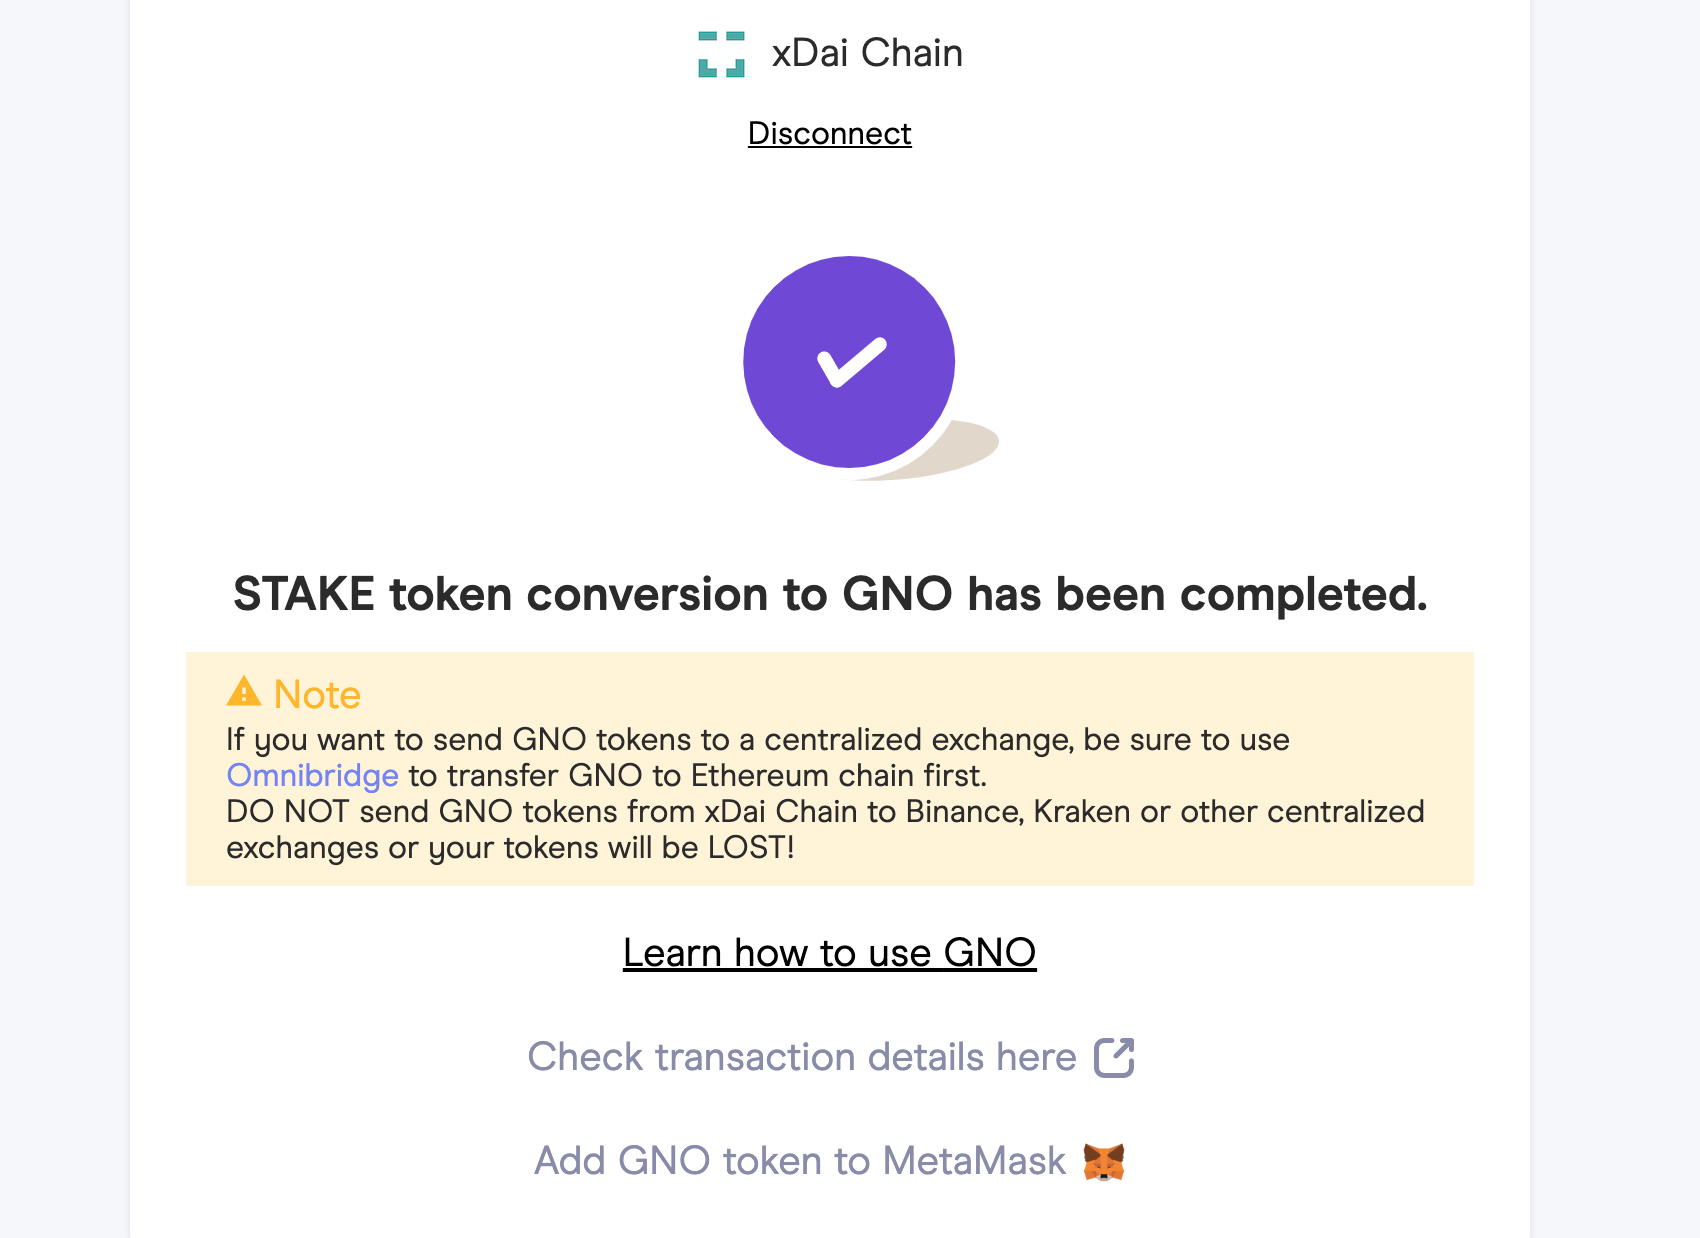 xDai Chain
Disconnect
STAKE token conversion to GNO has been completed.
Note
If you want to send GNO tokens to a centralized exchange, be sure to use
Omnibridge to transfer GNO to Ethereum chain first.
DO NOT send GNO tokens from xDai Chain to Binance, Kraken or other centralized
exchanges or your tokens will be LOST!
Learn how to use GNO
Check transaction details here
Add GNO token to MetaMask